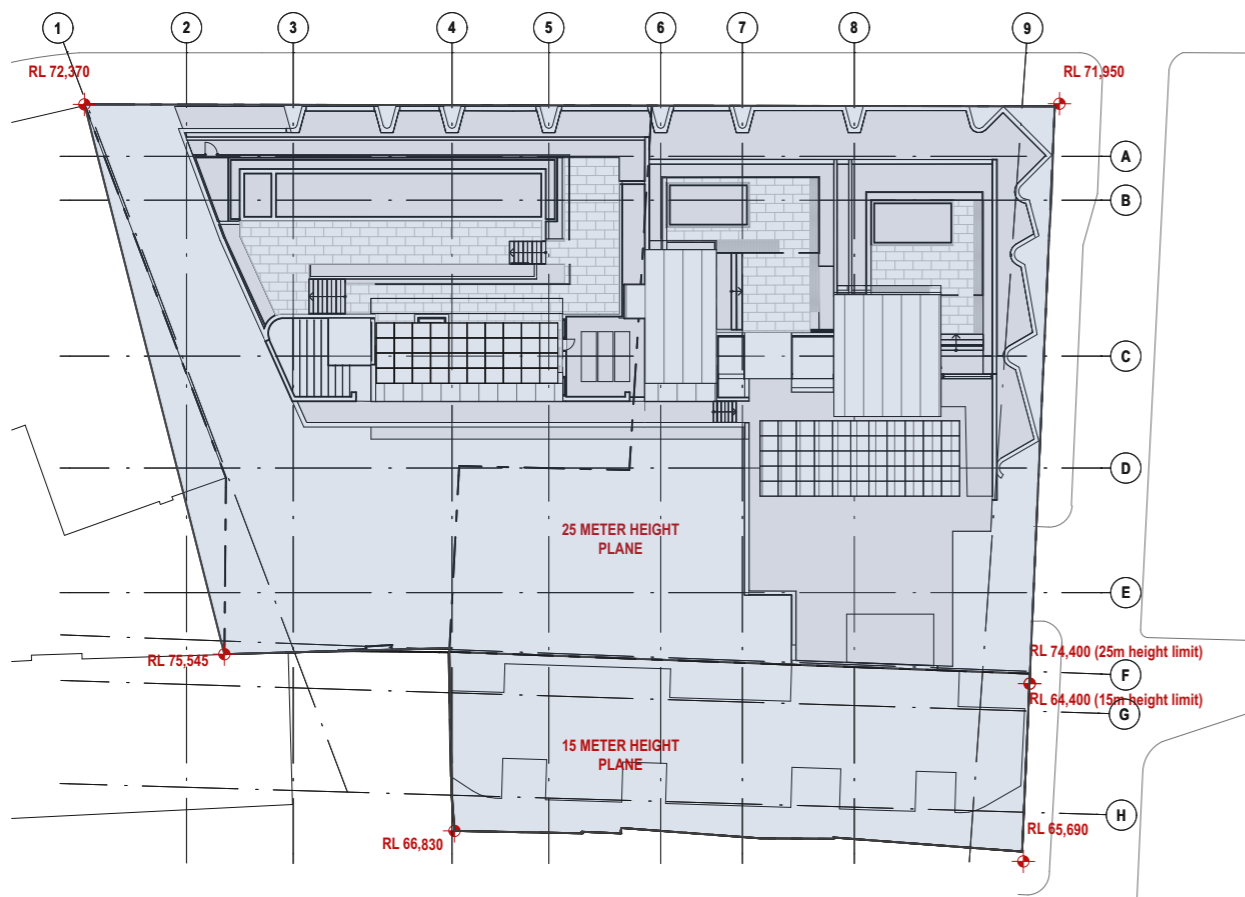 1
2
3
4
5
6
7
8
9
RL 72,370
RL 71,950
A
B
C
D
25 METER HEIGHT
PLANE
E
RL 75,545
RL 74,400 (25m height limit)
F
RL 64,400 (15m height limit)
G
15 METER HEIGHT
PLANE
H
RL 66,830
RL 65,690